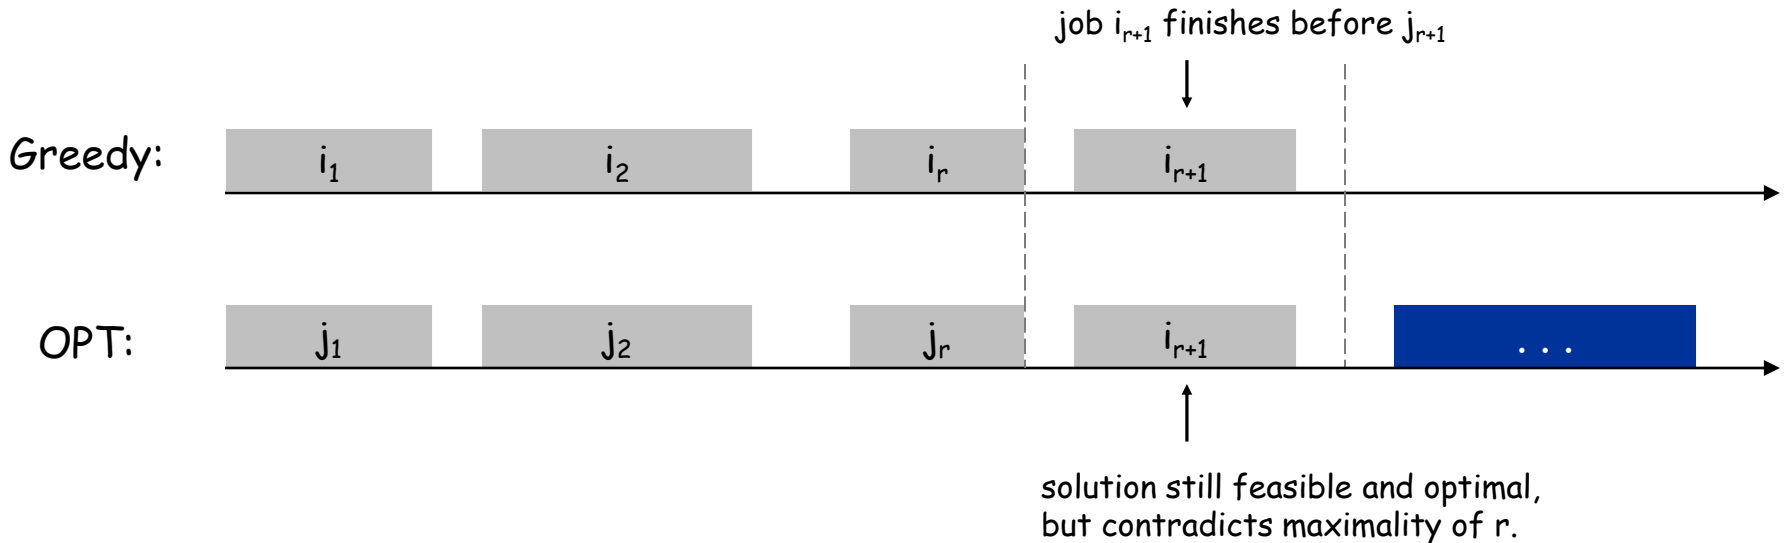 job i_{r+1} finishes before j_{r+1}
Greedy: i_1 i_2 i_r i_{r+1}
OPT: j_1 j_2 j_r i_{r+1} . . .
solution still feasible and optimal,
but contradicts maximality of r.